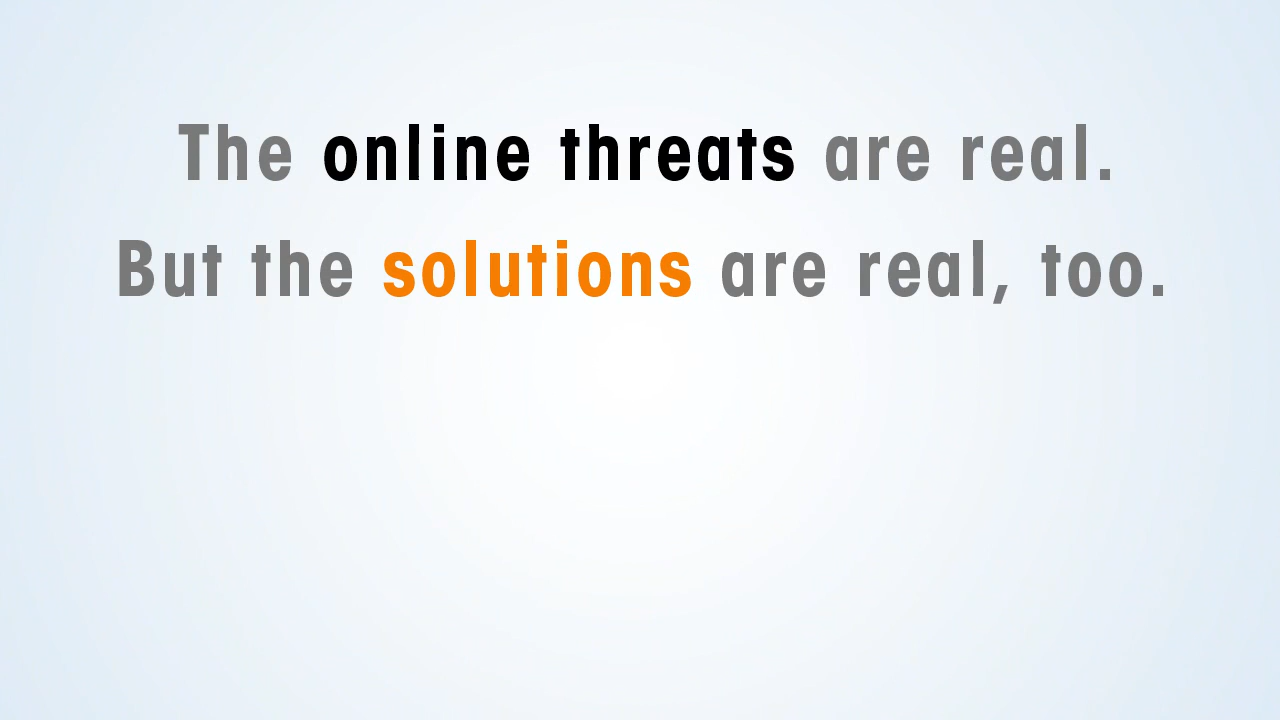 The online threats are real.
But the solutions are real, too.